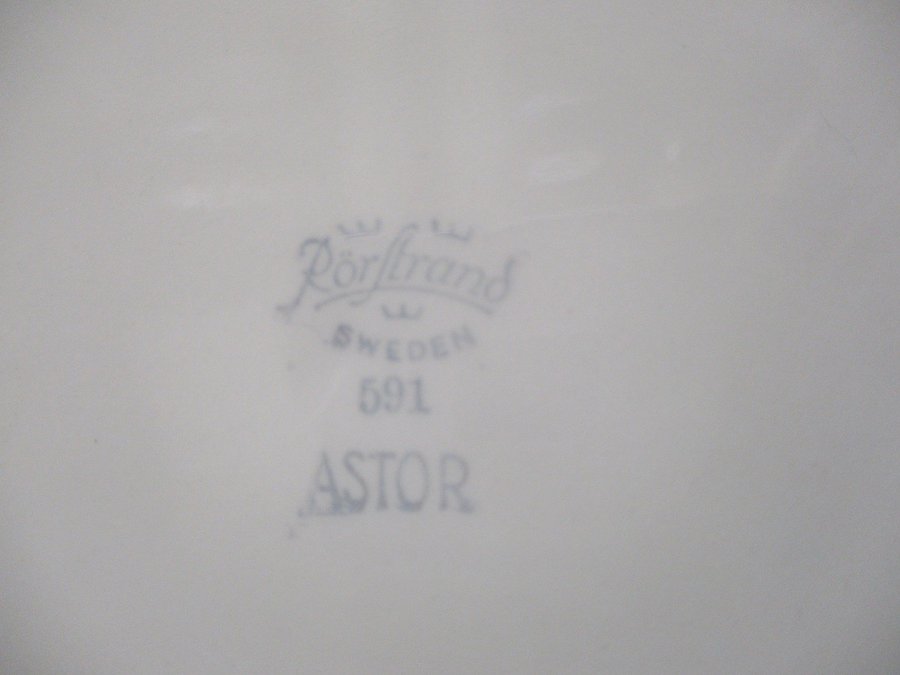 Rörstrand
SWEDEN
591
ASTOR